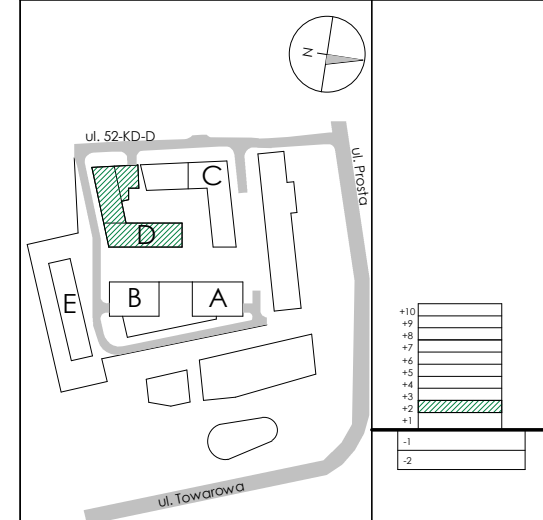 N
ul. 52-KD-D
ul. Prosta
C
D
E
B
A
ul. Towarowa
+10
+9
+8
+7
+6
+5
+4
+3
+2
+1
-1
-2